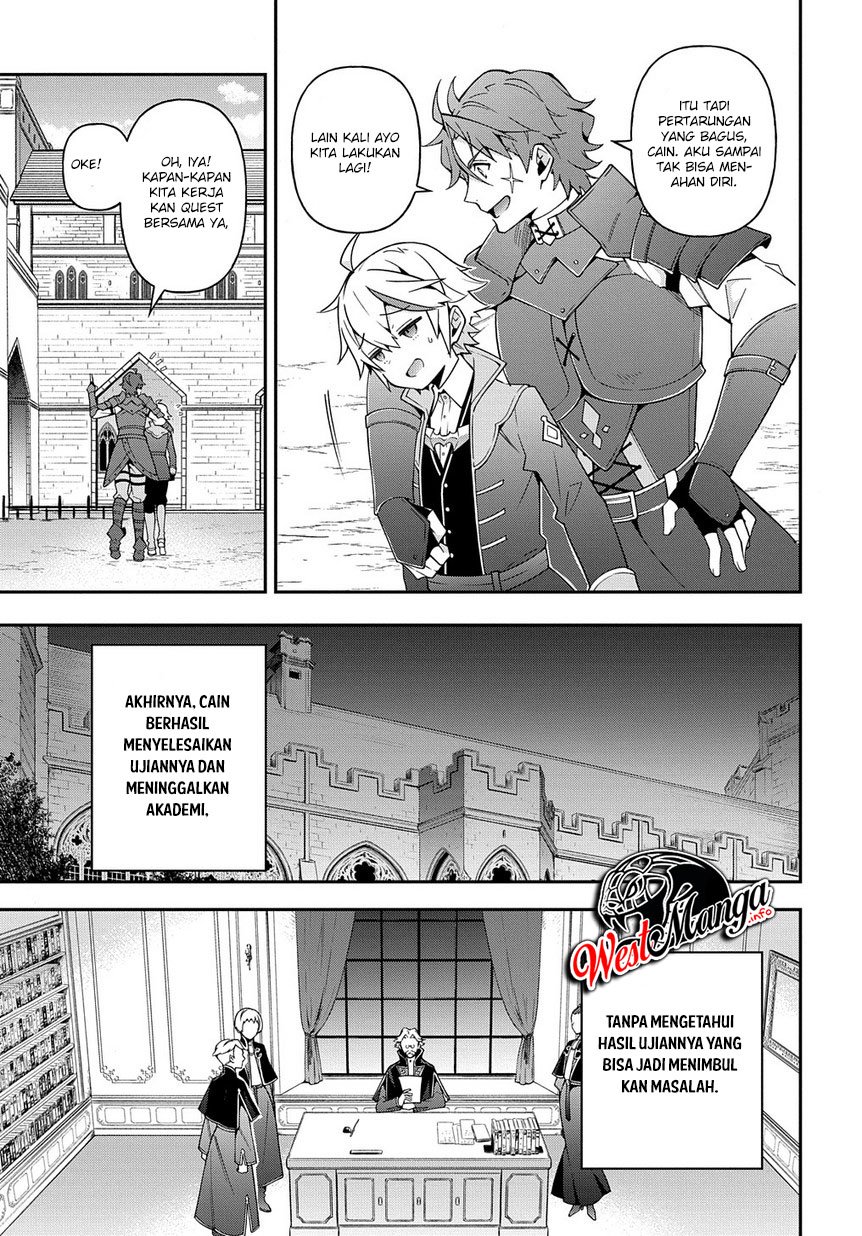 ITU TADI
PERTARUNGAN
YANG BAGUS,
CAIN. AKU SAMPAI
TAK BISA MEN-
AHAN DIRI.
LAIN KALI AYO
KITA LAKUKAN
LAGI!
OH, IYA!
KAPAN-KAPAN
KITA KERJA
KAN QUEST
BERSAMA YA,
OKE!
AKHIRNYA, CAIN
BERHASIL
MENYELESAIKAN
UJIANNYA DAN
MENINGGALKAN
AKADEMI,
WestManga
.info
TANPA MENGETAHUI
HASIL UJIANNYA YANG
BISA JADI MENIMBUL
KAN MASALAH.